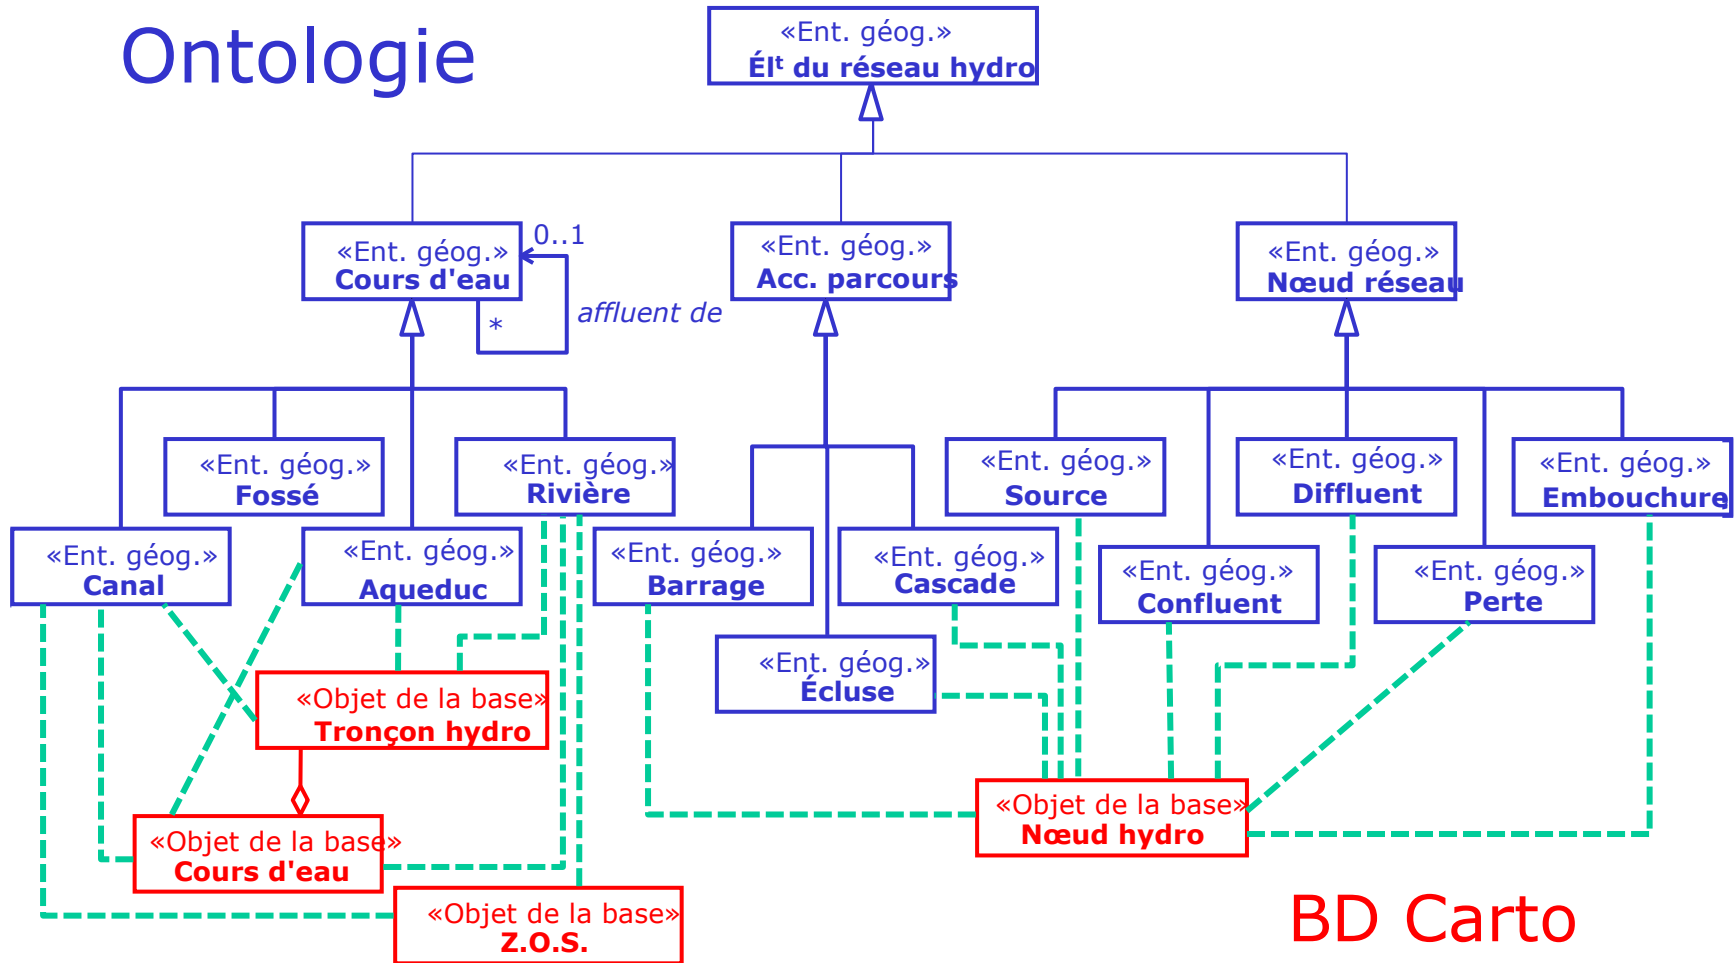 Ontologie
«Ent. géog.»
Élᵗ du réseau hydro
«Ent. géog.»
Cours d'eau
0..1
*
affluent de
«Ent. géog.»
Acc. parcours
«Ent. géog.»
Nœud réseau
«Ent. géog.»
Fossé
«Ent. géog.»
Rivière
«Ent. géog.»
Source
«Ent. géog.»
Diffluent
«Ent. géog.»
Embouchure
«Ent. géog.»
Canal
«Ent. géog.»
Aqueduc
«Ent. géog.»
Barrage
«Ent. géog.»
Cascade
«Ent. géog.»
Confluent
«Ent. géog.»
Perte
«Ent. géog.»
Écluse
«Objet de la base»
Tronçon hydro
«Objet de la base»
Cours d'eau
«Objet de la base»
Nœud hydro
«Objet de la base»
Z.O.S.
BD Carto